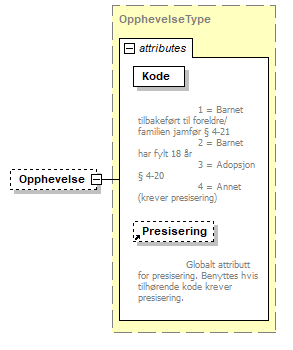 OpphevelseType
attributes
Kode
1 = Barnet
tilbakeført til foreldre/
familien jamfør § 4-21
2 = Barnet
har fylt 18 år
3 = Adopsjon
§ 4-20
4 = Annet
(krever presisering)
Opphevelse
Presisering
Globalt attributt
for presisering. Benyttes hvis
tilhørende kode krever
presisering.